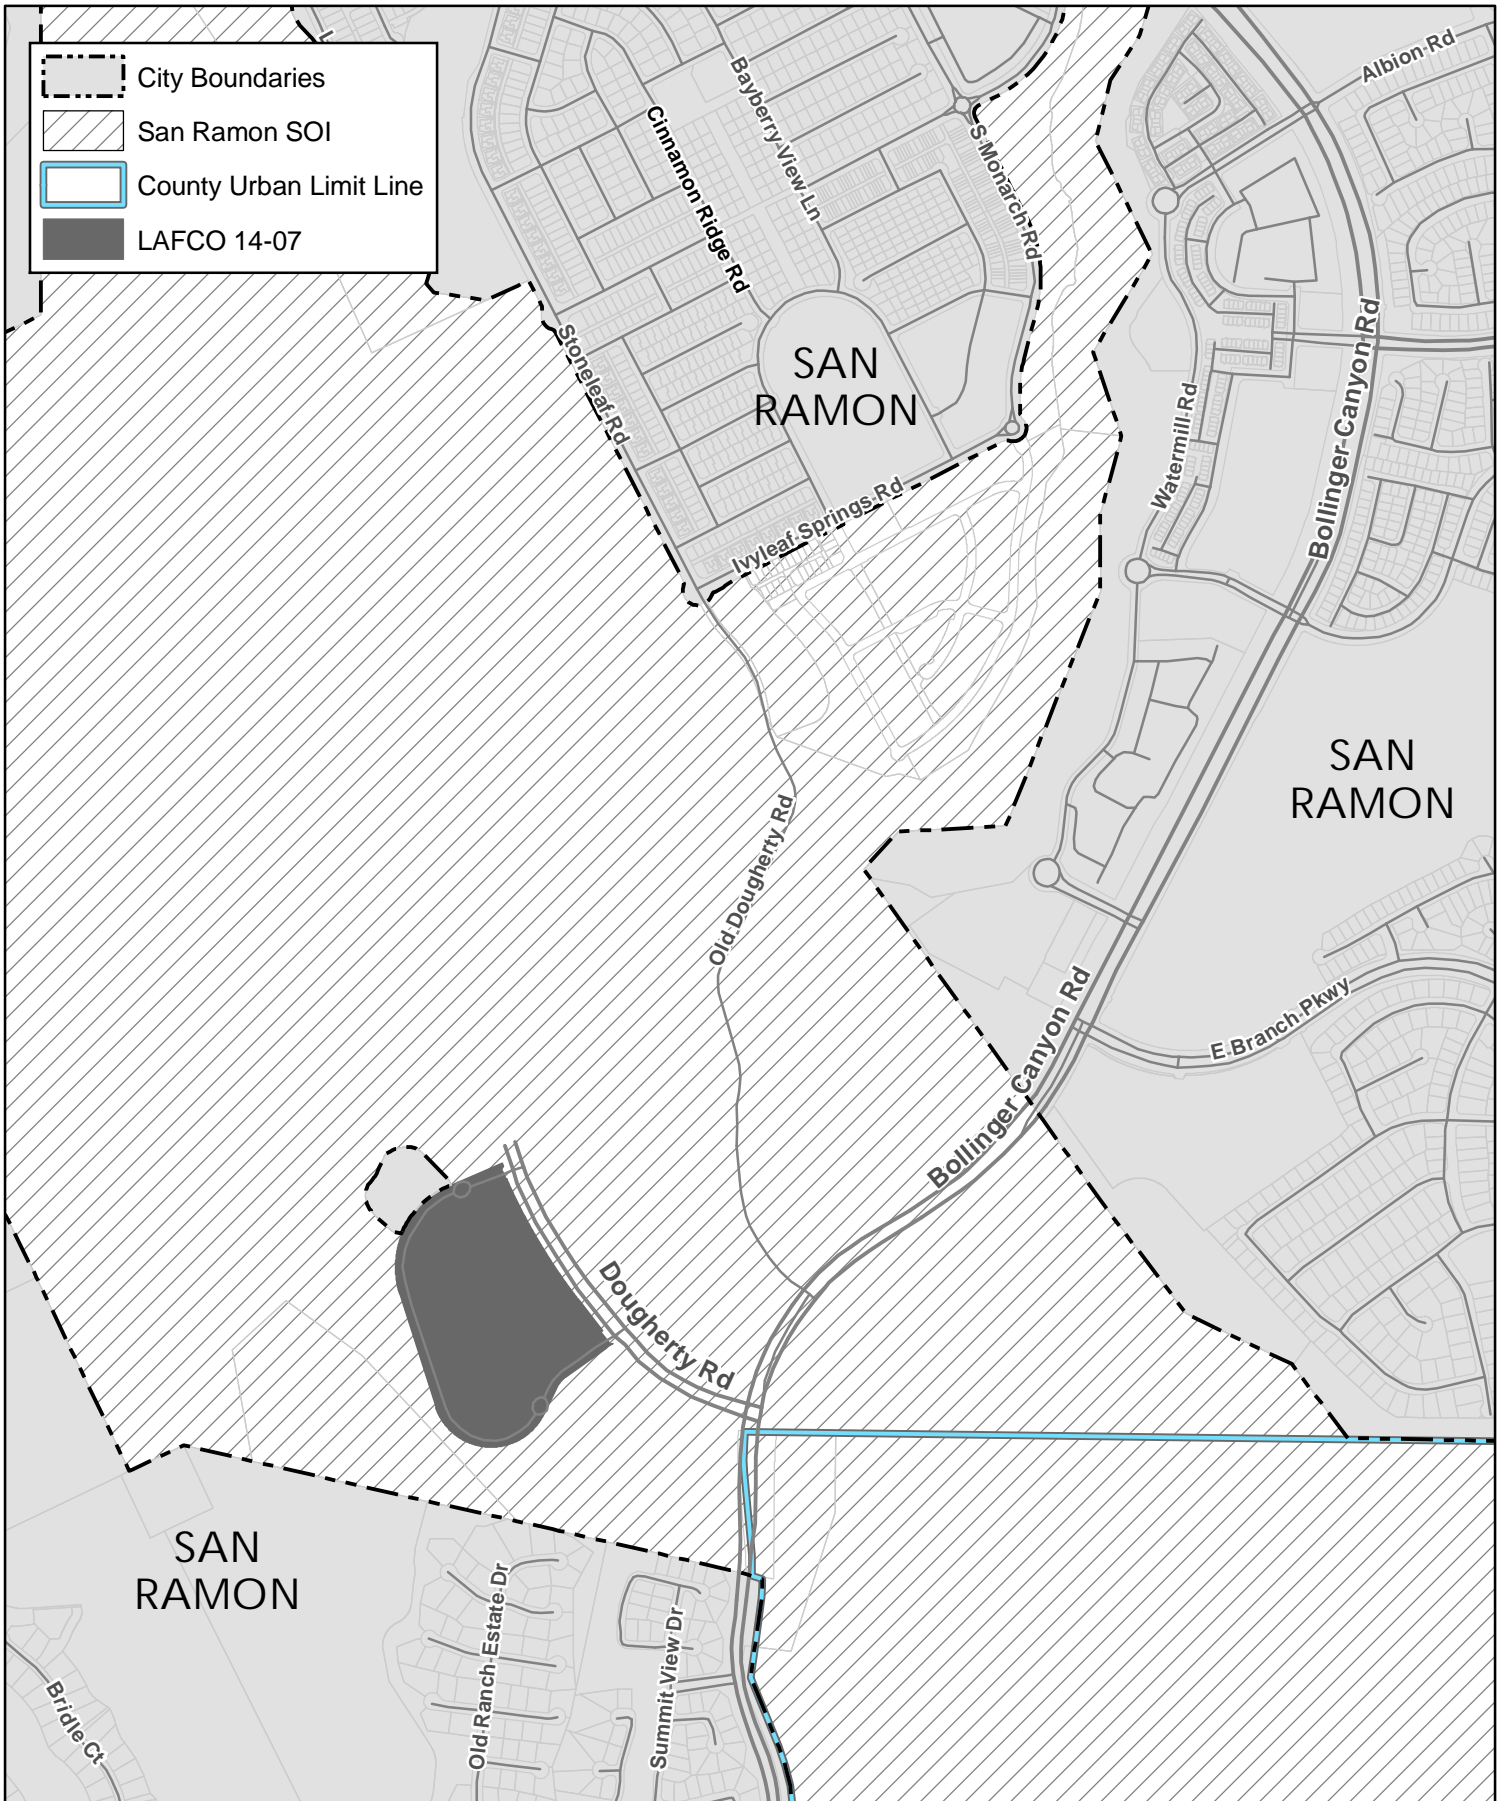 City Boundaries
San Ramon SOI
County Urban Limit Line
LAFCO 14-07
Albion Rd
Bayberry View Ln
Cinnamon Ridge Rd
S Monarch Rd
Stoneleaf Rd
SAN
RAMON
Bollinger Canyon Rd
Watermill Rd
Ivyleaf Springs Rd
SAN
RAMON
Old Dougherty Rd
Bollinger Canyon Rd
E Branch Pkwy
Dougherty Rd
SAN
RAMON
Old Ranch Estate Dr
Summit View Dr
Bridle Ct